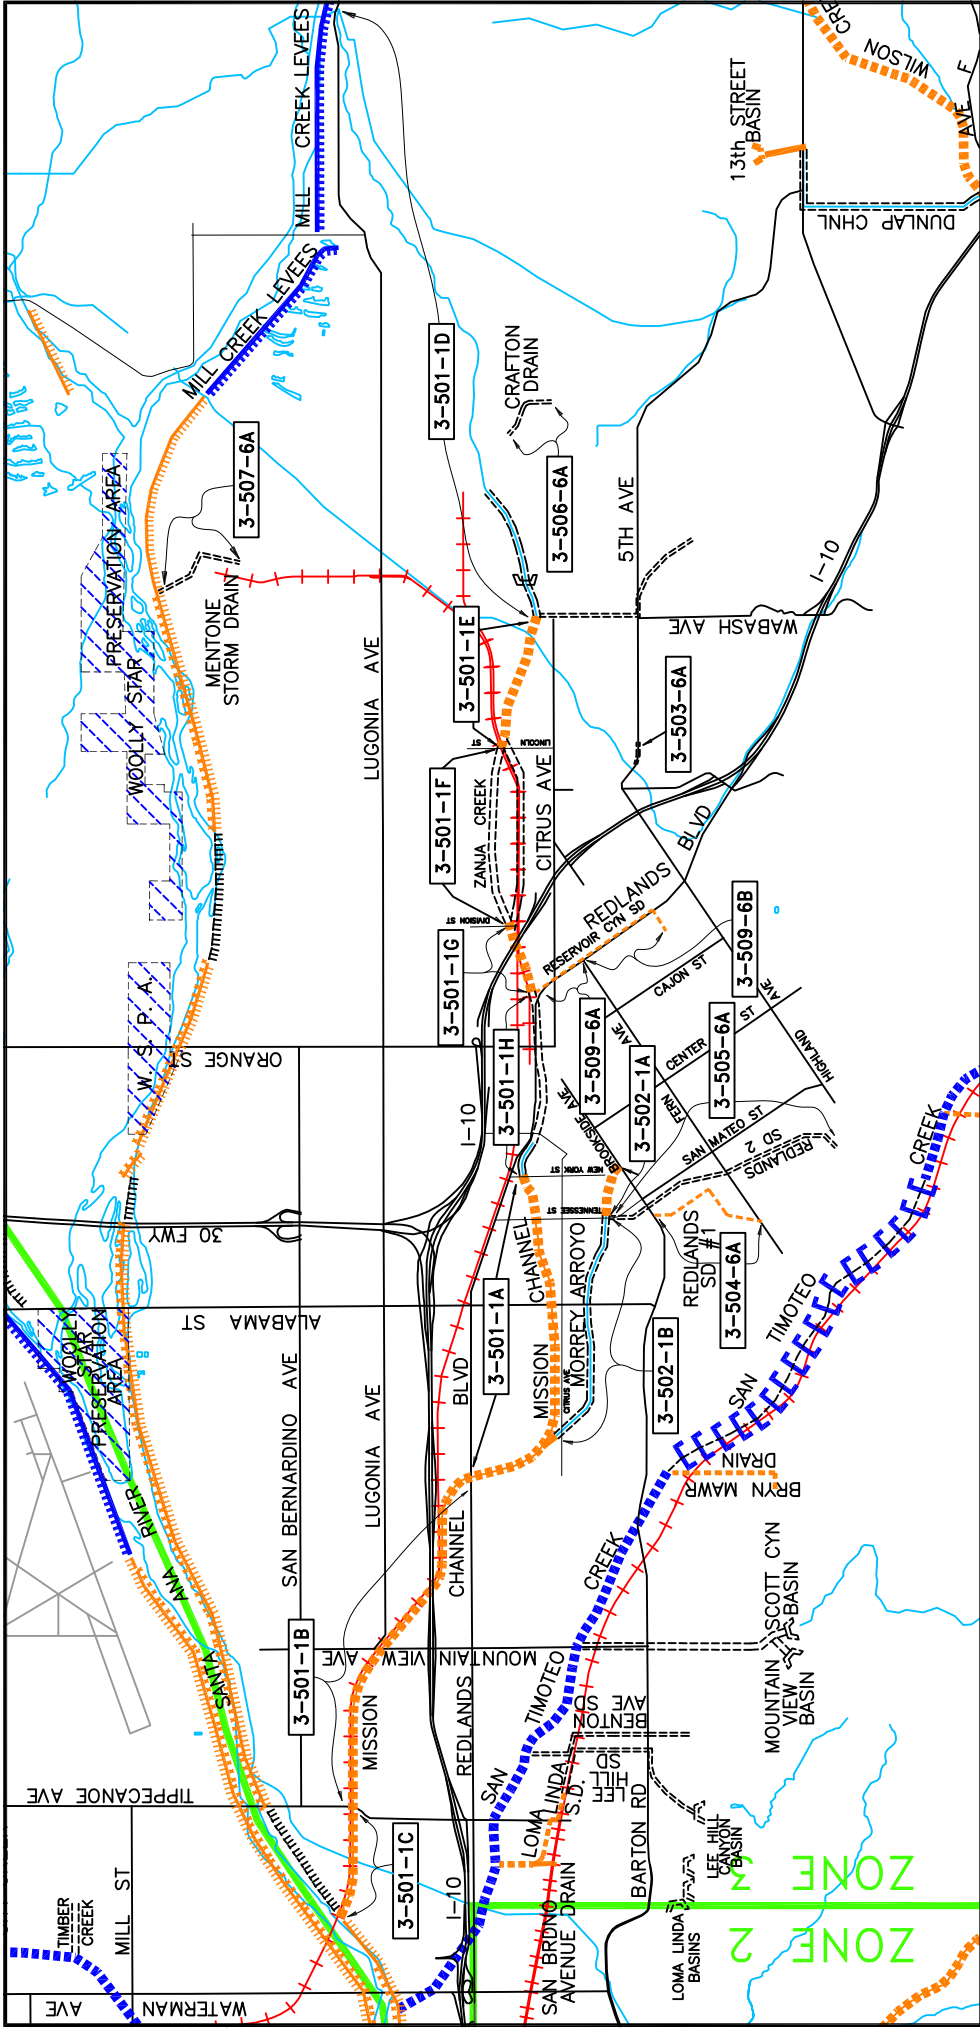 MILL CREEK LEVEES
MILL CREEK LEVEES
WILSON
CRE
13th STREET
BASIN
DUNLAP CHNL
AVE F
3-501-1D
CRAFTON
DRAIN
3-506-6A
3-507-6A
PRESERVATION AREA
WOOLLY STAR
MENTONE
STORM DRAIN
LUGONIA AVE
5TH AVE
I-10
WABASH AVE
3-501-1E
3-503-6A
LINCOLN
ST
3-501-1F
ZANJA CREEK
CITRUS AVE
BLVD
REDLANDS
DIVISION ST
RESERVOIR CYN SD
3-509-6B
3-501-1G
W. S. P. A.
ORANGE ST
CAJON ST
AVE
HIGHLAND
3-509-6A
3-501-1H
AVE
FERN
CENTER ST
3-505-6A
3-502-1A
BROOKSIDE AVE
I-10
NEW YORK ST
SAN MATEO ST
REDLANDS
SD 2
TENNESSEE ST
30 FWY
REDLANDS
SD #1
3-504-6A
CHANNEL
MORREY ARROYO
3-501-1A
ALABAMA ST
WOOLLY
STAR
PRESERVATION
AREA
MISSION
CITRUS AVE
3-502-1B
SAN TIMOTEO CREEK
BLVD
SAN BERNARDINO AVE
LUGONIA AVE
BRYN MAWR
DRAIN
SANTA ANA RIVER
CHANNEL
CREEK
SCOTT CYN
BASIN
MOUNTAIN VIEW AVE
MOUNTAIN
VIEW
BASIN
3-501-1B
MISSION
REDLANDS
TIMOTEO
SAN
BENTON
AVE SD
LEE
HILL
SD
LOMA LINDA
S.D.
TIPPECANOE AVE
BARTON RD
LEE HILL
CANYON
BASIN
3-501-1C
I-10
ZONE 3
ZONE 2
LOMA LINDA
BASINS
SAN BRDNO
AVENUE DRAIN
TIMBER
CREEK
MILL ST
WATERMAN AVE